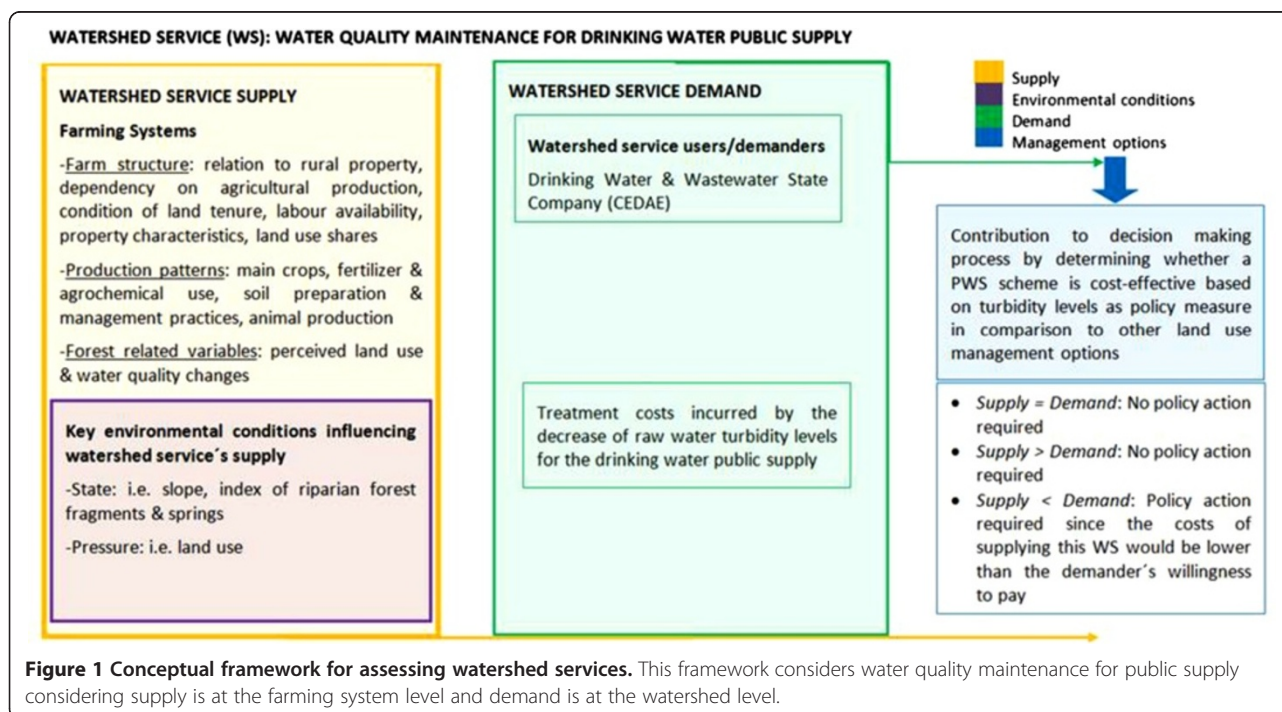 WATERSHED SERVICE (WS): WATER QUALITY MAINTENANCE FOR DRINKING WATER PUBLIC SUPPLY
WATERSHED SERVICE SUPPLY
Farming Systems
-Farm structure: relation to rural property,
dependency on agricultural production,
condition of land tenure, labour availability,
property characteristics, land use shares
-Production patterns: main crops, fertilizer &
agrochemical use, soil preparation &
management practices, animal production
-Forest related variables: perceived land use
& water quality changes
Key environmental conditions influencing
watershed service´s supply
-State: i.e. slope, index of riparian forest
fragments & springs
-Pressure: i.e. land use
WATERSHED SERVICE DEMAND
Watershed service users/demanders
Drinking Water & Wastewater State
Company (CEDAE)
Treatment costs incurred by the
decrease of raw water turbidity levels
for the drinking water public supply
Supply
Environmental conditions
Demand
Management options
Contribution to decision making
process by determining whether a
PWS scheme is cost-effective based
on turbidity levels as policy measure
in comparison to other land use
management options
• Supply = Demand: No policy action
required
• Supply > Demand: No policy action
required
• Supply < Demand: Policy action
required since the costs of
supplying this WS would be lower
than the demander´s willingness
to pay
Figure 1 Conceptual framework for assessing watershed services. This framework considers water quality maintenance for public supply
considering supply is at the farming system level and demand is at the watershed level.